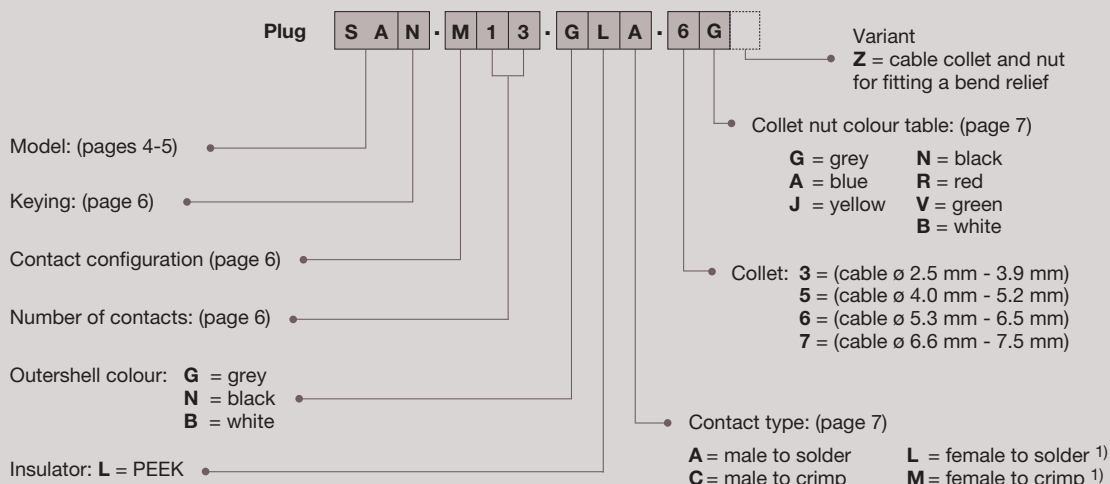 Plug S A N . M 1 3 . G L A . 6 G
Variant
Z = cable collet and nut
for fitting a bend relief
Collet nut colour table: (page 7)
G = grey N = black
A = blue R = red
J = yellow V = green
B = white
Model: (pages 4-5)
Keying: (page 6)
Contact configuration (page 6)
Number of contacts: (page 6)
Collet: 3 = (cable ø 2.5 mm - 3.9 mm)
5 = (cable ø 4.0 mm - 5.2 mm)
6 = (cable ø 5.3 mm - 6.5 mm)
7 = (cable ø 6.6 mm - 7.5 mm)
Outershell colour: G = grey
N = black
B = white
Insulator: L = PEEK
Contact type: (page 7)
A = male to solder L = female to solder 1)
C = male to crimp M = female to crimp 1)